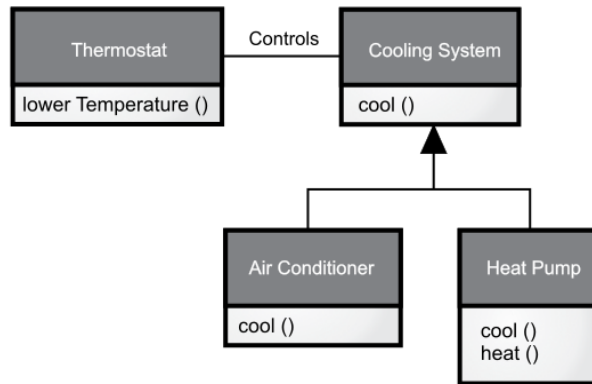 Thermostat
Controls
Cooling System
lower Temperature ()
cool ()
Air Conditioner
Heat Pump
cool ()
cool ()
heat ()